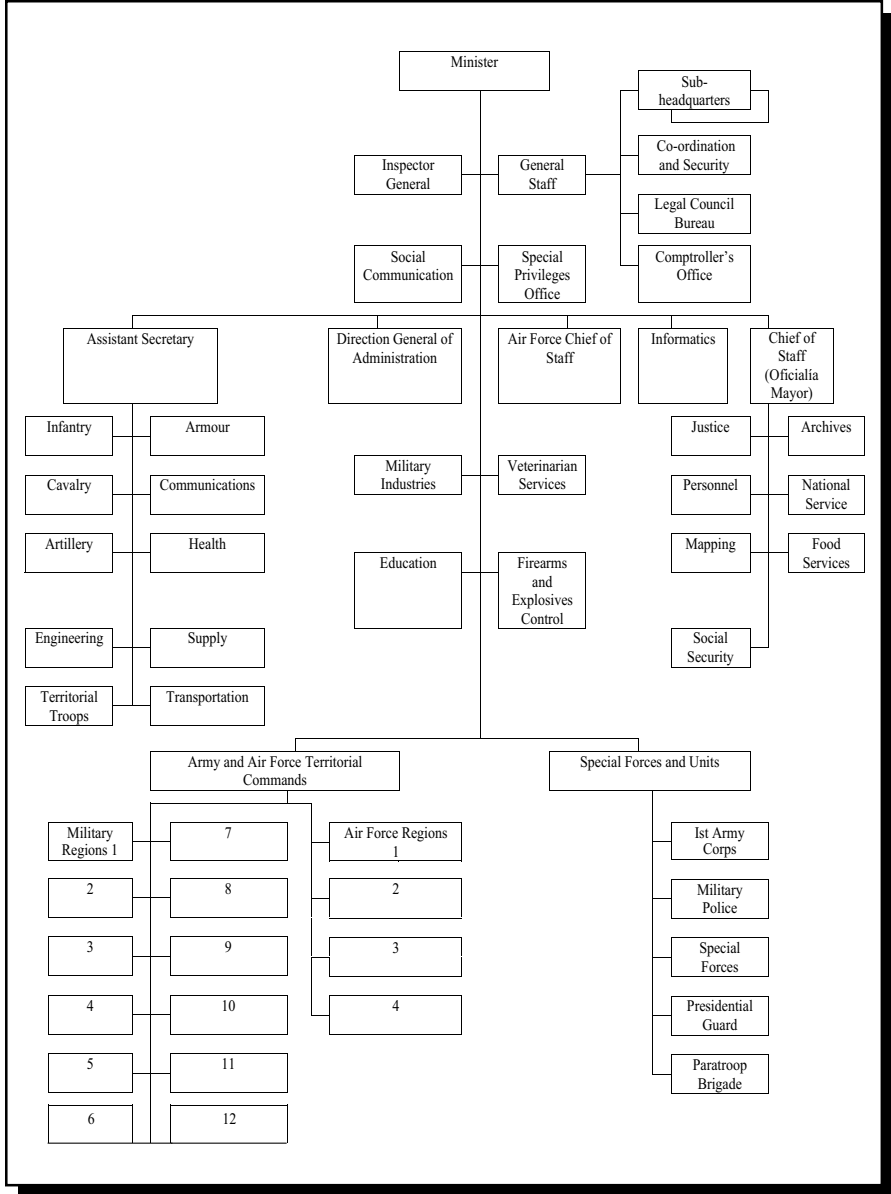 Minister
Sub-
headquarters
Co-ordination
and Security
Inspector
General
General
Staff
Legal Council
Bureau
Social
Communication
Special
Privileges
Office
Comptroller's
Office
Assistant Secretary
Direction General of
Administration
Air Force Chief of
Staff
Informatics
Chief of
Staff
(Oficialia
Mayor)
Infantry
Armour
Justice
Archives
Military
Industries
Veterinarian
Services
Cavalry
Communications
Personnel
National
Service
Artillery
Health
Mapping
Food
Services
Education
Firearms
and
Explosives
Control
Engineering
Supply
Social
Security
Territorial
Troops
Transportation
Army and Air Force Territorial
Commands
Special Forces and Units
Military
Regions 1
7
Air Force Regions
1
Ist Army
Corps
2
8
2
Military
Police
3
9
3
Special
Forces
4
10
4
Presidential
Guard
5
11
Paratroop
Brigade
6
12